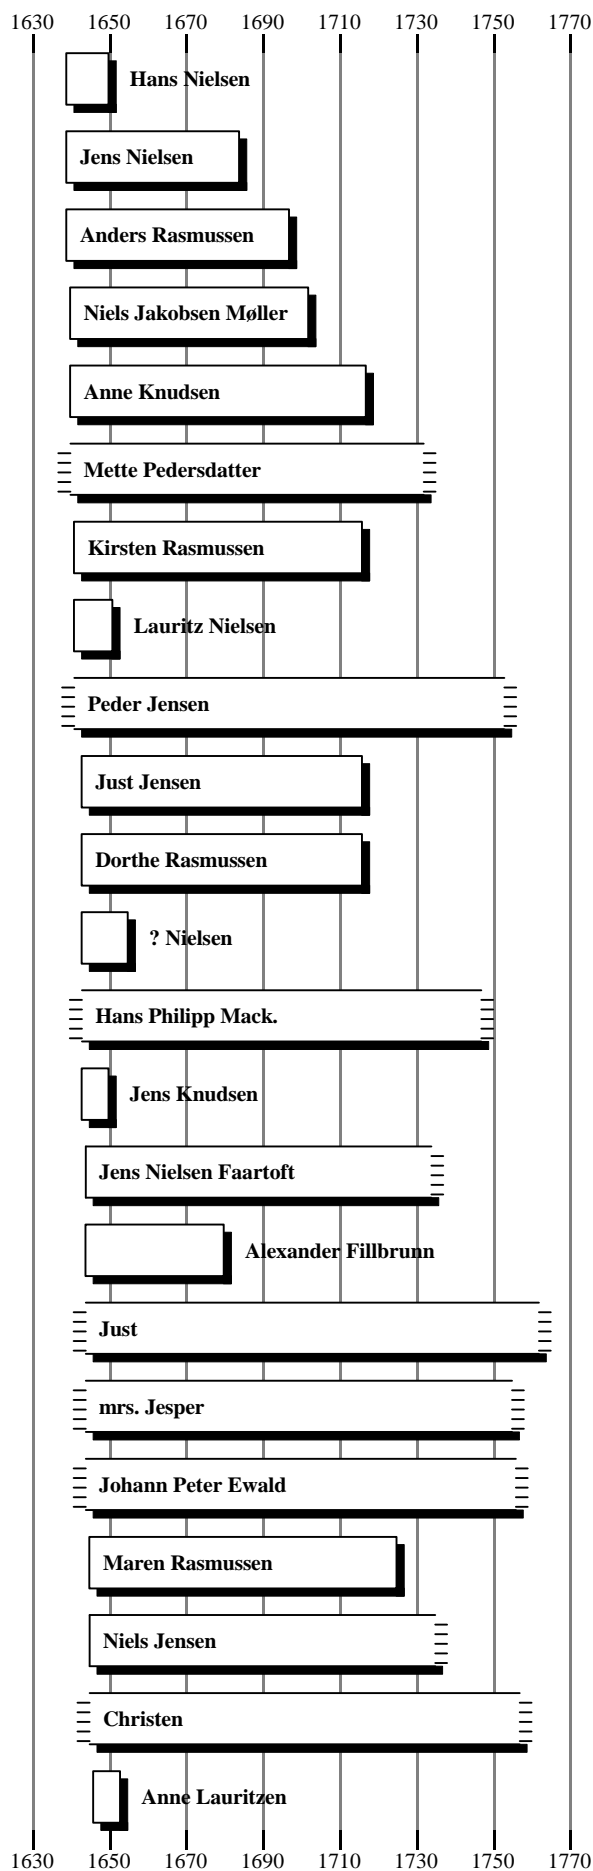 1630 1650 1670 1690 1710 1730 1750 1770
Hans Nielsen
Jens Nielsen
Anders Rasmussen
Niels Jakobsen Møller
Anne Knudsen
Mette Pedersdatter
Kirsten Rasmussen
Lauritz Nielsen
Peder Jensen
Just Jensen
Dorthe Rasmussen
? Nielsen
Hans Philipp Mack.
Jens Knudsen
Jens Nielsen Faartoft
Alexander Fillbrunn
Just
mrs. Jesper
Johann Peter Ewald
Maren Rasmussen
Niels Jensen
Christen
Anne Lauritzen
1630 1650 1670 1690 1710 1730 1750 1770